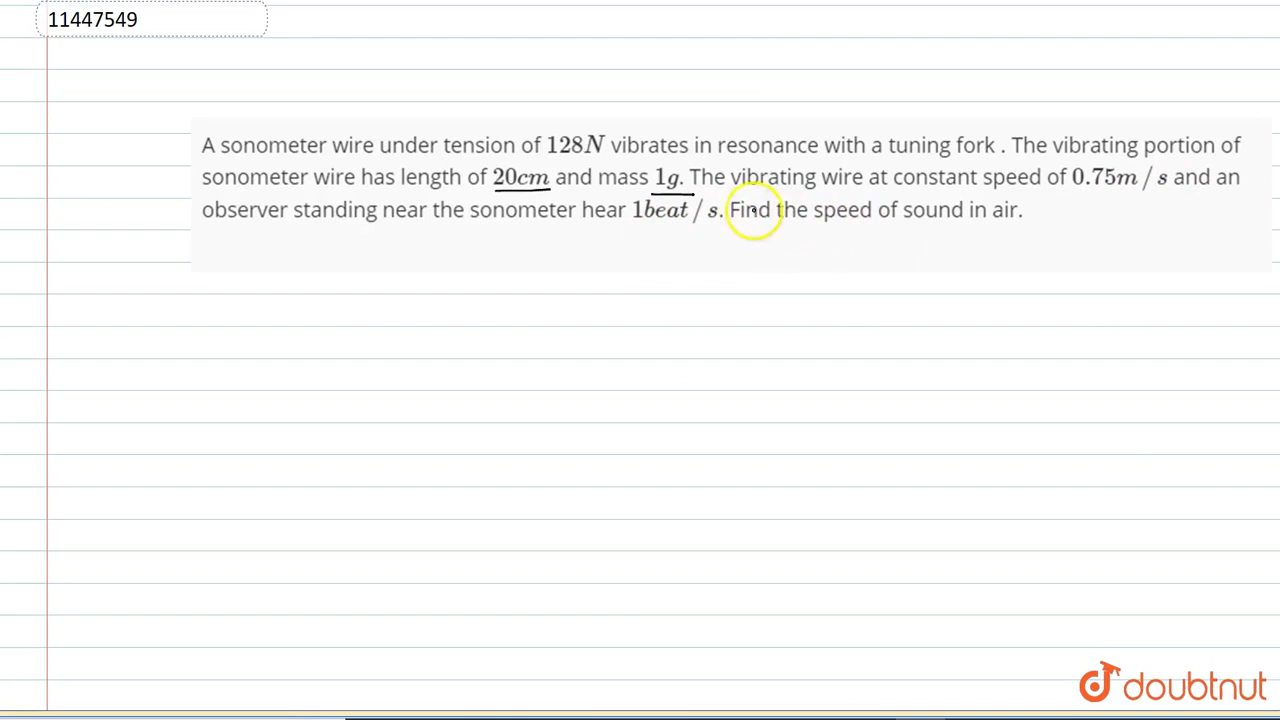 11447549
A sonometer wire under tension of 128N vibrates in resonance with a tuning fork . The vibrating portion of
sonometer wire has length of 20cm and mass 1g. The vibrating wire at constant speed of 0.75m / s and an
observer standing near the sonometer hear 1beat / s. Find the speed of sound in air.
doubtnut